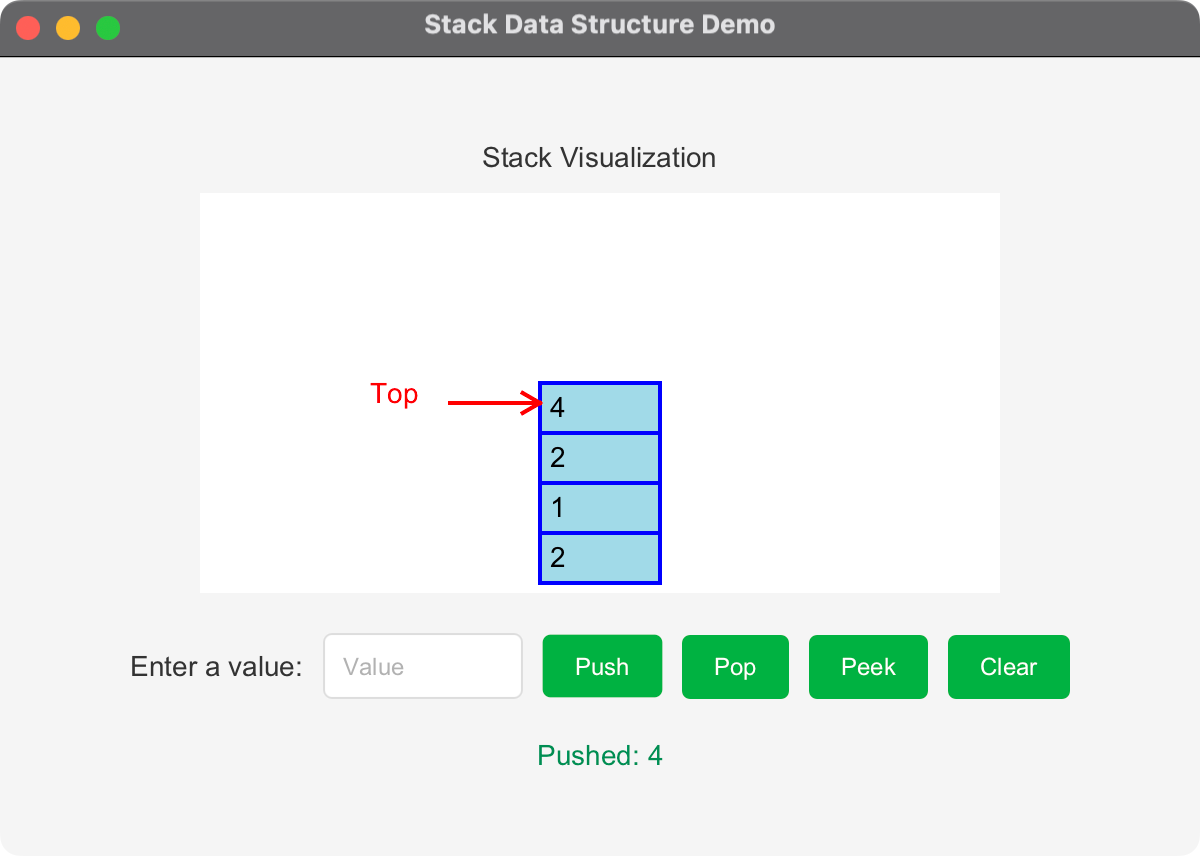 Stack Data Structure Demo
Stack Visualization
Top
4
2
1
2
Enter a value: Value Push Pop Peek Clear
Pushed: 4